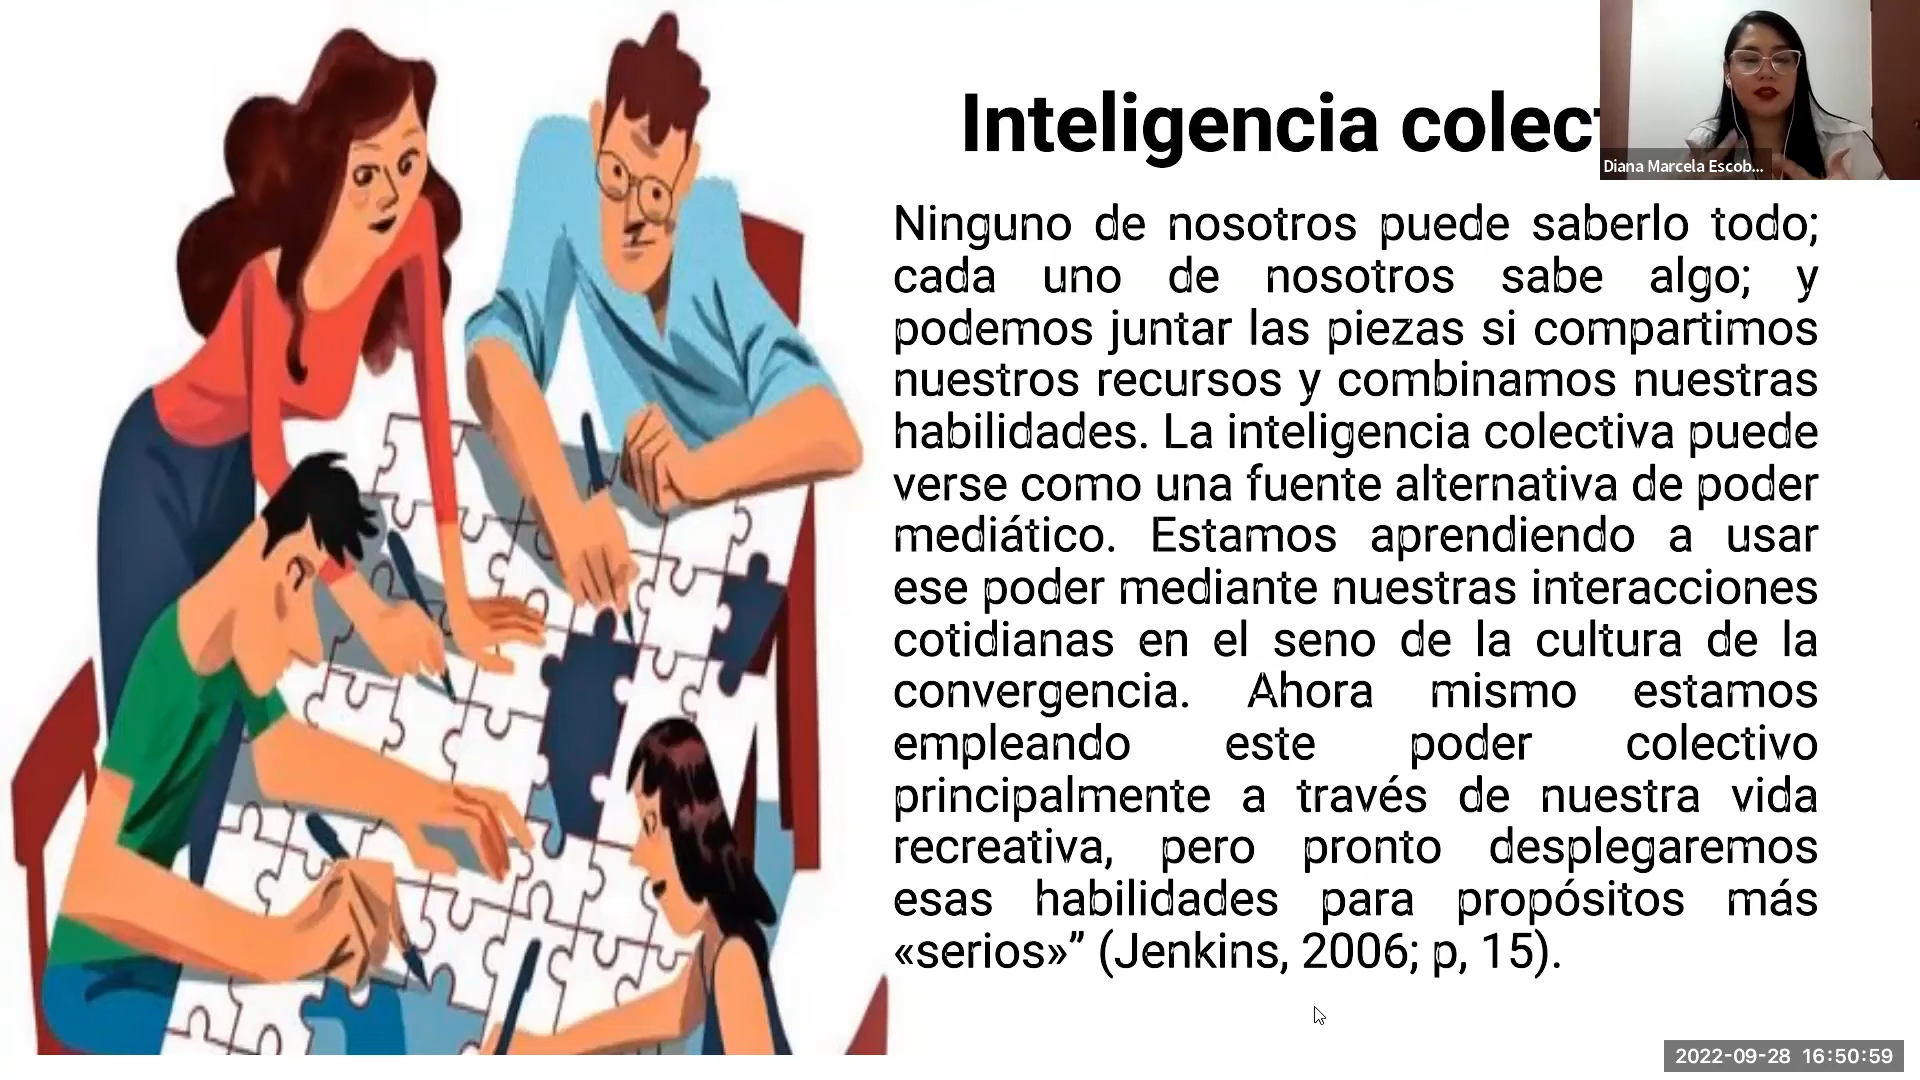 Inteligencia colect
Diana Marcela Escob...
Ninguno de nosotros puede saberlo todo;
cada uno de nosotros sabe algo; y
podemos juntar las piezas si compartimos
nuestros recursos y combinamos nuestras
habilidades. La inteligencia colectiva puede
verse como una fuente alternativa de poder
mediático. Estamos aprendiendo a usar
ese poder mediante nuestras interacciones
cotidianas en el seno de la cultura de la
convergencia. Ahora mismo estamos
empleando este poder colectivo
principalmente a través de nuestra vida
recreativa, pero pronto desplegaremos
esas habilidades para propósitos más
«serios»” (Jenkins, 2006; p, 15).
2022-09-28 16:50:59